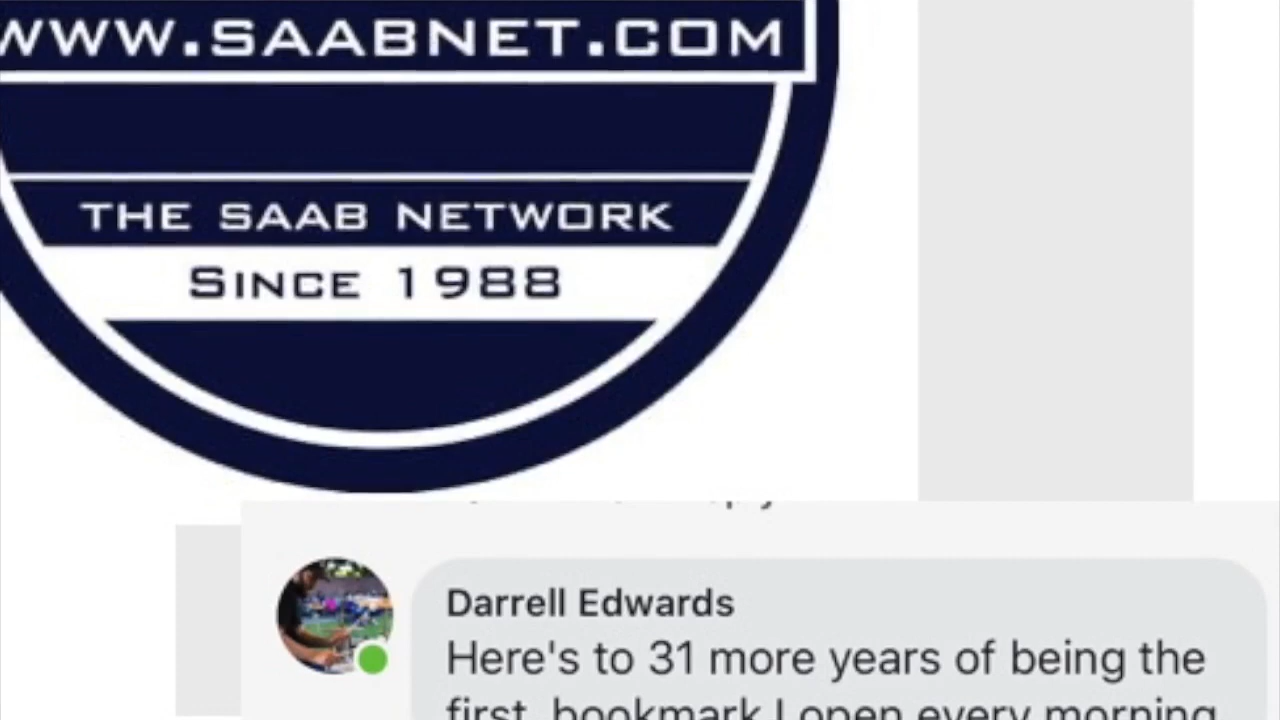 WWW.SAABNET.COM
THE SAAB NETWORK
SINCE 1988
Darrell Edwards
Here's to 31 more years of being the
first bookmark I open every morning